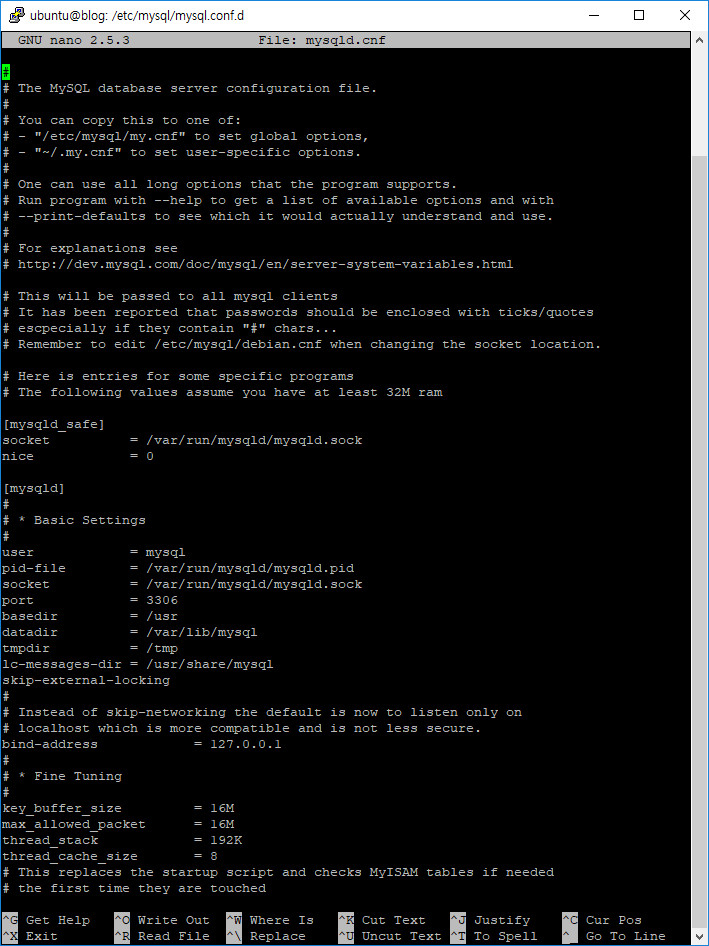 ubuntu@blog: /etc/mysql/mysql.conf.d
GNU nano 2.5.3 File: mysqld.cnf
#
# The MySQL database server configuration file.
#
# You can copy this to one of:
# - "/etc/mysql/my.cnf" to set global options,
# - "~/.my.cnf" to set user-specific options.
#
# One can use all long options that the program supports.
# Run program with --help to get a list of available options and with
# --print-defaults to see which it would actually understand and use.
#
# For explanations see
# http://dev.mysql.com/doc/mysql/en/server-system-variables.html

# This will be passed to all mysql clients
# It has been reported that passwords should be enclosed with ticks/quotes
# escpecially if they contain "#" chars...
# Remember to edit /etc/mysql/debian.cnf when changing the socket location.

# Here is entries for some specific programs
# The following values assume you have at least 32M ram

[mysqld_safe]
socket = /var/run/mysqld/mysqld.sock
nice = 0

[mysqld]
#
# * Basic Settings
#
user = mysql
pid-file = /var/run/mysqld/mysqld.pid
socket = /var/run/mysqld/mysqld.sock
port = 3306
basedir = /usr
datadir = /var/lib/mysql
tmpdir = /tmp
lc-messages-dir = /usr/share/mysql
skip-external-locking
#
# Instead of skip-networking the default is now to listen only on
# localhost which is more compatible and is not less secure.
bind-address = 127.0.0.1
#
# * Fine Tuning
#
key_buffer_size = 16M
max_allowed_packet = 16M
thread_stack = 192K
thread_cache_size = 8
# This replaces the startup script and checks MyISAM tables if needed
# the first time they are touched

^G Get Help ^O Write Out ^W Where Is ^K Cut Text ^J Justify ^C Cur Pos
^X Exit ^R Read File ^\ Replace ^U Uncut Text ^T To Spell ^_ Go To Line